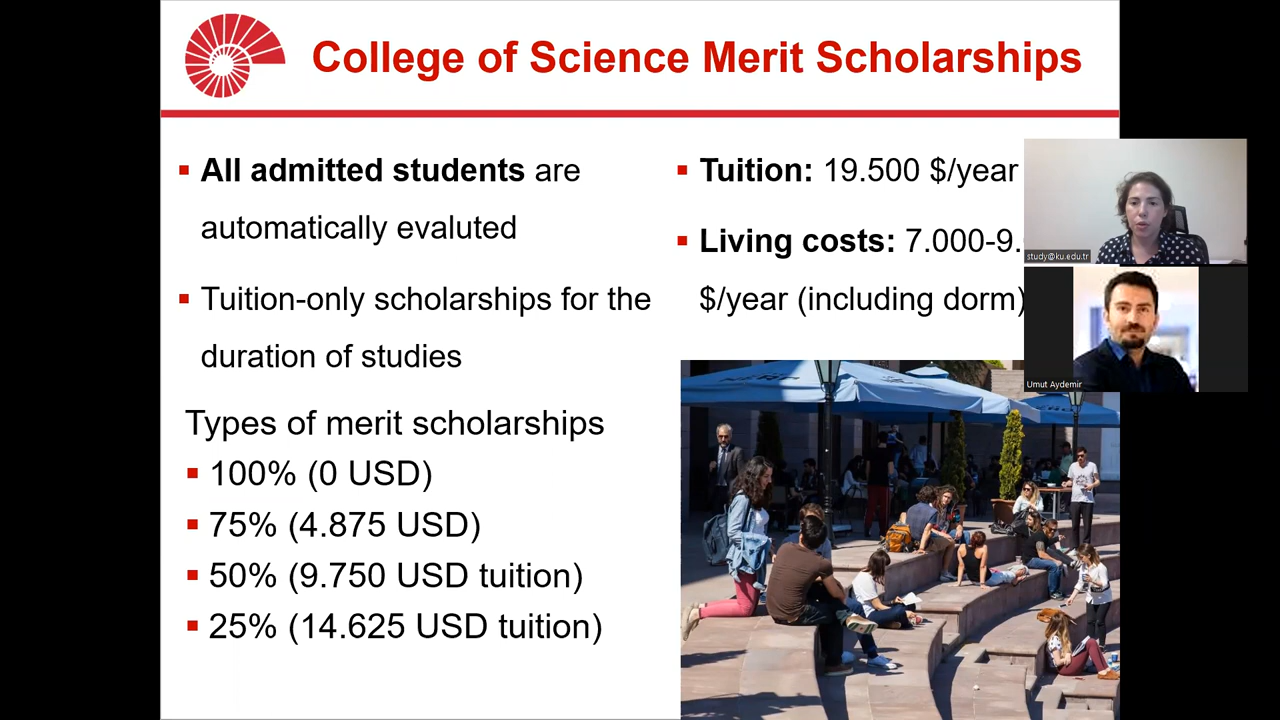 College of Science Merit Scholarships
All admitted students are
automatically evaluted
Tuition-only scholarships for the
duration of studies
Types of merit scholarships
100% (0 USD)
75% (4.875 USD)
50% (9.750 USD tuition)
25% (14.625 USD tuition)
Tuition: 19.500 $/year
Living costs: 7.000-9.
$/year (including dorm)
study@ku.edu.tr
Umut Aydemir